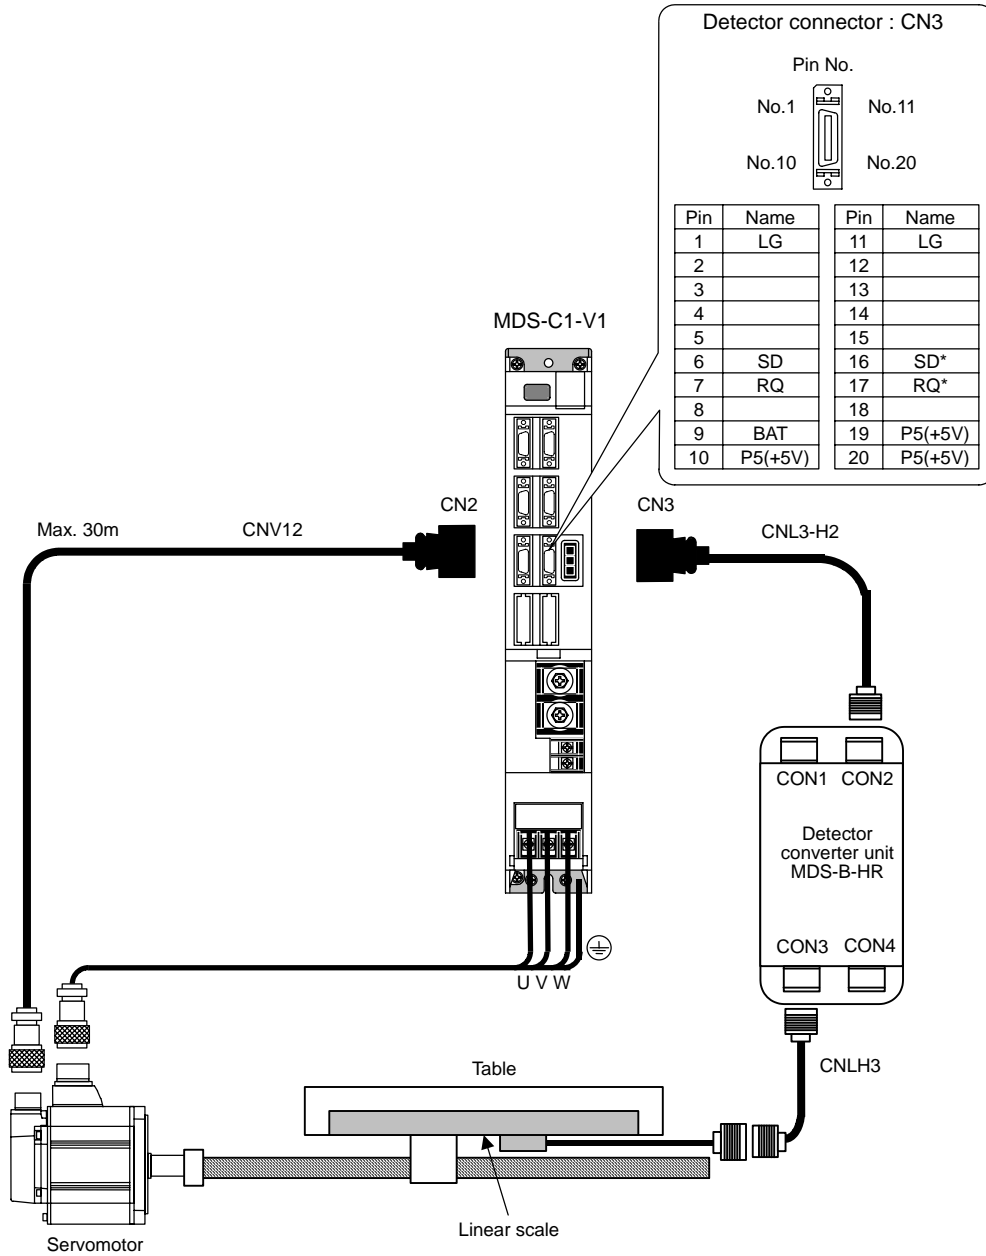 Detector connector : CN3
Pin No.
No.1 No.11
No.10 No.20
Pin Name Pin Name
1 LG 11 LG
2 12
3 13
4 14
5 15
6 SD 16 SD*
7 RQ 17 RQ*
8 18
9 BAT 19 P5(+5V)
10 P5(+5V) 20 P5(+5V)
MDS-C1-V1
CN2
CN3
Max. 30m
CNV12
CNL3-H2
CON1 CON2
Detector
converter unit
MDS-B-HR
CON3 CON4
U V W
CNLH3
Table
Linear scale
Servomotor